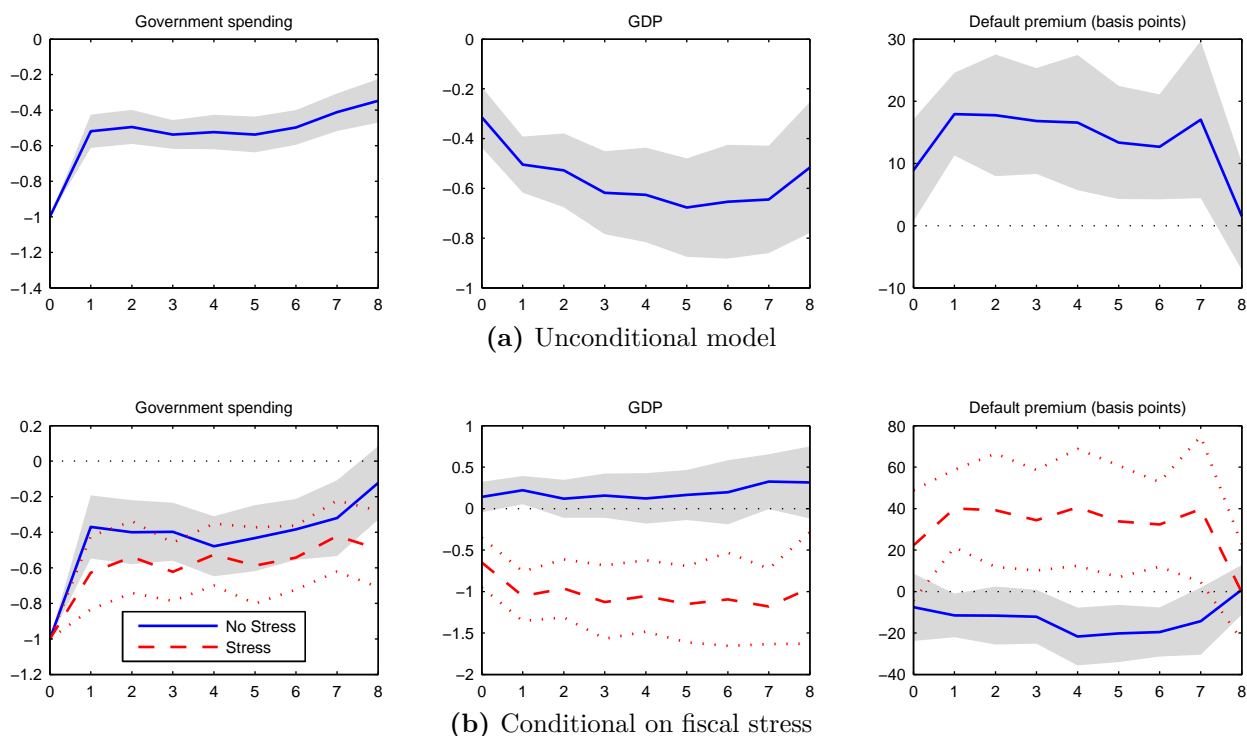 Government spending
0
−0.2
−0.4
−0.6
−0.8
−1
−1.2
−1.4
0 1 2 3 4 5 6 7 8
GDP
0
−0.2
−0.4
−0.6
−0.8
−1
0 1 2 3 4 5 6 7 8
Default premium (basis points)
30
20
10
0
−10
0 1 2 3 4 5 6 7 8
(a) Unconditional model
Government spending
0.2
0
−0.2
−0.4
−0.6
−0.8
−1
−1.2
0 1 2 3 4 5 6 7 8
No Stress
Stress
GDP
1
0.5
0
−0.5
−1
−1.5
−2
0 1 2 3 4 5 6 7 8
Default premium (basis points)
80
60
40
20
0
−20
−40
0 1 2 3 4 5 6 7 8
(b) Conditional on fiscal stress